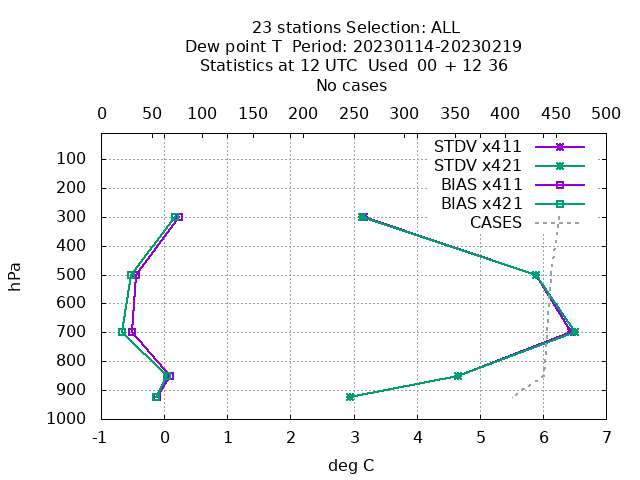 23 stations Selection: ALL
Dew point T  Period: 20230114-20230219
Statistics at 12 UTC  Used  00 + 12 36
No cases
0 50 100 150 200 250 300 350 400 450 500
STDV x411
STDV x421
BIAS x411
BIAS x421
CASES
hPa
100
200
300
400
500
600
700
800
900
1000
-1 0 1 2 3 4 5 6 7
deg C